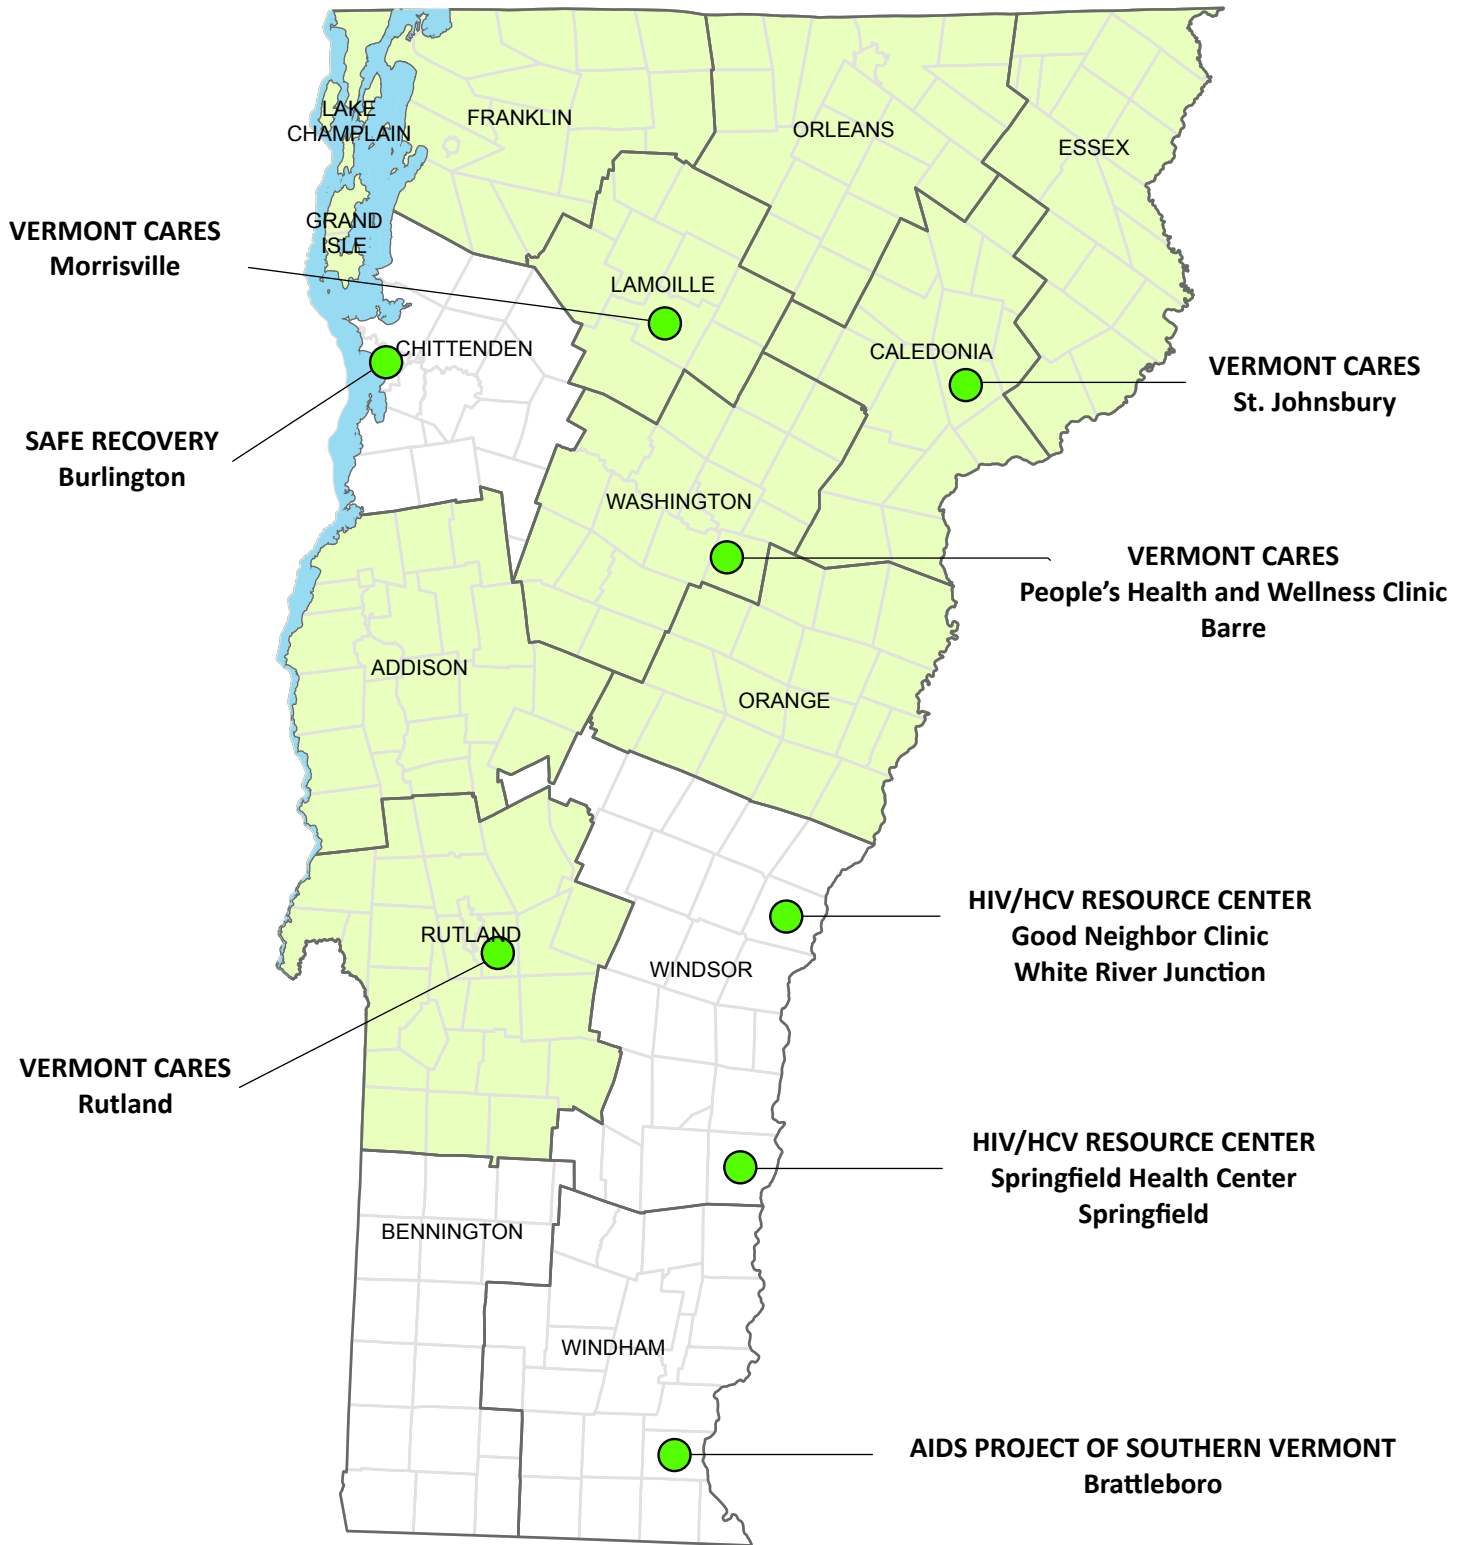 LAKE
CHAMPLAIN
FRANKLIN
ORLEANS
ESSEX
GRAND
ISLE
VERMONT CARES
Morrisville
LAMOILLE
CHITTENDEN
CALEDONIA
VERMONT CARES
St. Johnsbury
SAFE RECOVERY
Burlington
WASHINGTON
VERMONT CARES
People's Health and Wellness Clinic
Barre
ADDISON
ORANGE
HIV/HCV RESOURCE CENTER
Good Neighbor Clinic
White River Junction
RUTLAND
WINDSOR
VERMONT CARES
Rutland
HIV/HCV RESOURCE CENTER
Springfield Health Center
Springfield
BENNINGTON
WINDHAM
AIDS PROJECT OF SOUTHERN VERMONT
Brattleboro